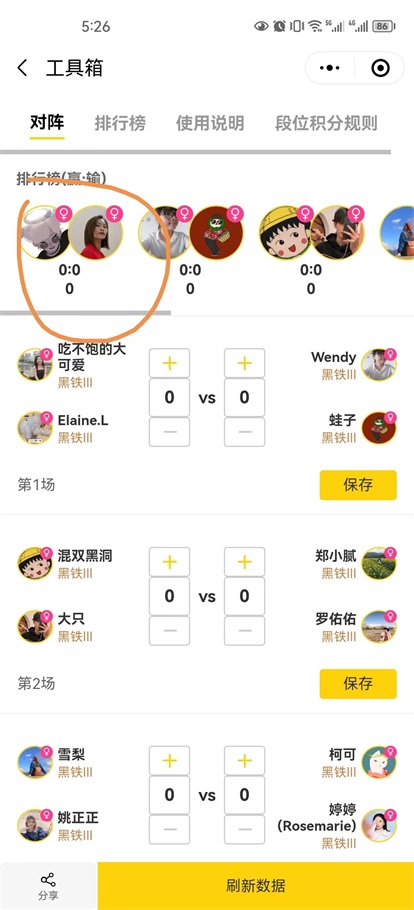 5:26
5G 4G 86
工具箱
对阵 排行榜 使用说明 段位积分规则
排行榜(赢:输)
0:0 0:0 0:0
0 0 0
吃不饱的大
可爱
黑铁III
Wendy
黑铁III
0 vs 0
Elaine.L
黑铁III
蛙子
黑铁III
第1场 保存
混双黑洞
黑铁III
郑小腻
黑铁III
0 vs 0
大只
黑铁III
罗佑佑
黑铁III
第2场 保存
雪梨
黑铁III
柯可
黑铁III
0 vs 0
姚正正
黑铁III
婷婷
(Rosemarie)
黑铁III
分享 刷新数据